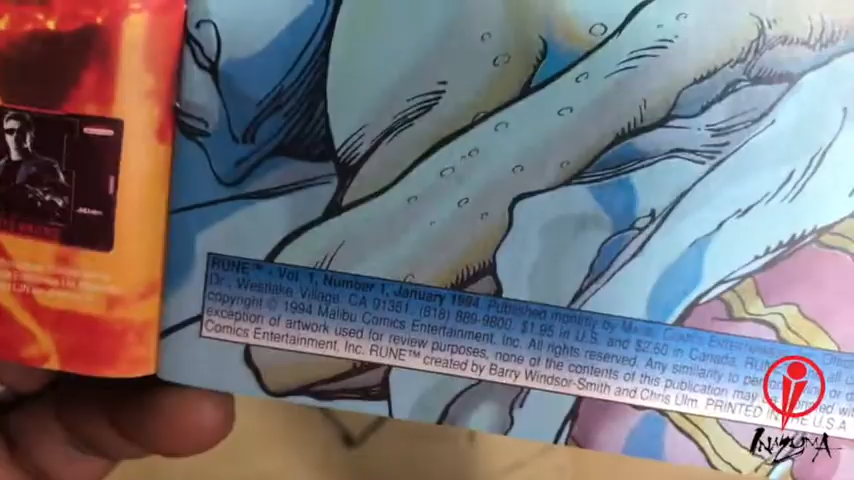 RUNE™ · Vol. 1, Number 1, January 1994. Published monthly by
Dr., Westlake Village, CA 91361, (818) 889-9800. $1.95 in U.S. and $2.60 in Canada.
copyright © 1994 Malibu Comics Entertainment, Inc. All rights reserved. Any similarity to
exception of artwork used for review purposes, none of the contents of this publication may be
Comics Entertainment, Inc. RUNE™ created by Barry Windsor-Smith and Chris Ulm. PRINTED IN THE U.S.A
INAZUMA